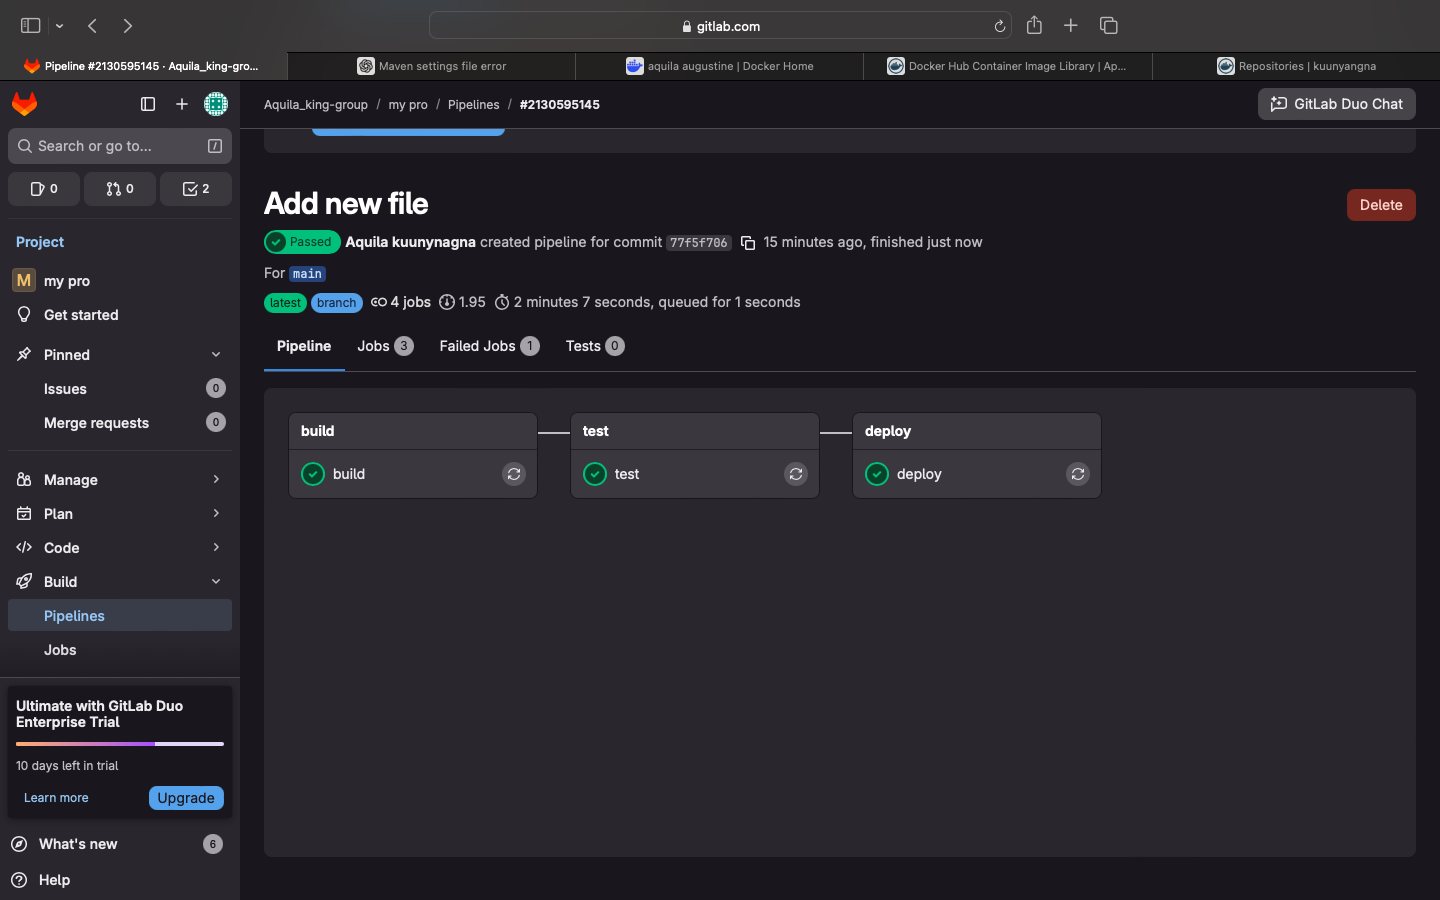 gitlab.com
Pipeline #2130595145 · Aquila_king-gro...
Maven settings file error
aquila augustine | Docker Home
Docker Hub Container Image Library | Ap...
Repositories | kuunyangna
Aquila_king-group / my pro / Pipelines / #2130595145
GitLab Duo Chat
Search or go to... /
0 0 2
Project
M my pro
Get started
Pinned
Issues 0
Merge requests 0
Manage
Plan
Code
Build
Pipelines
Jobs
Ultimate with GitLab Duo
Enterprise Trial
10 days left in trial
Learn more Upgrade
What's new 6
Help
Add new file
Delete
Passed Aquila kuunynagna created pipeline for commit 77f5f706 15 minutes ago, finished just now
For main
latest branch 4 jobs 1.95 2 minutes 7 seconds, queued for 1 seconds
Pipeline Jobs 3 Failed Jobs 1 Tests 0
build test deploy
build test deploy